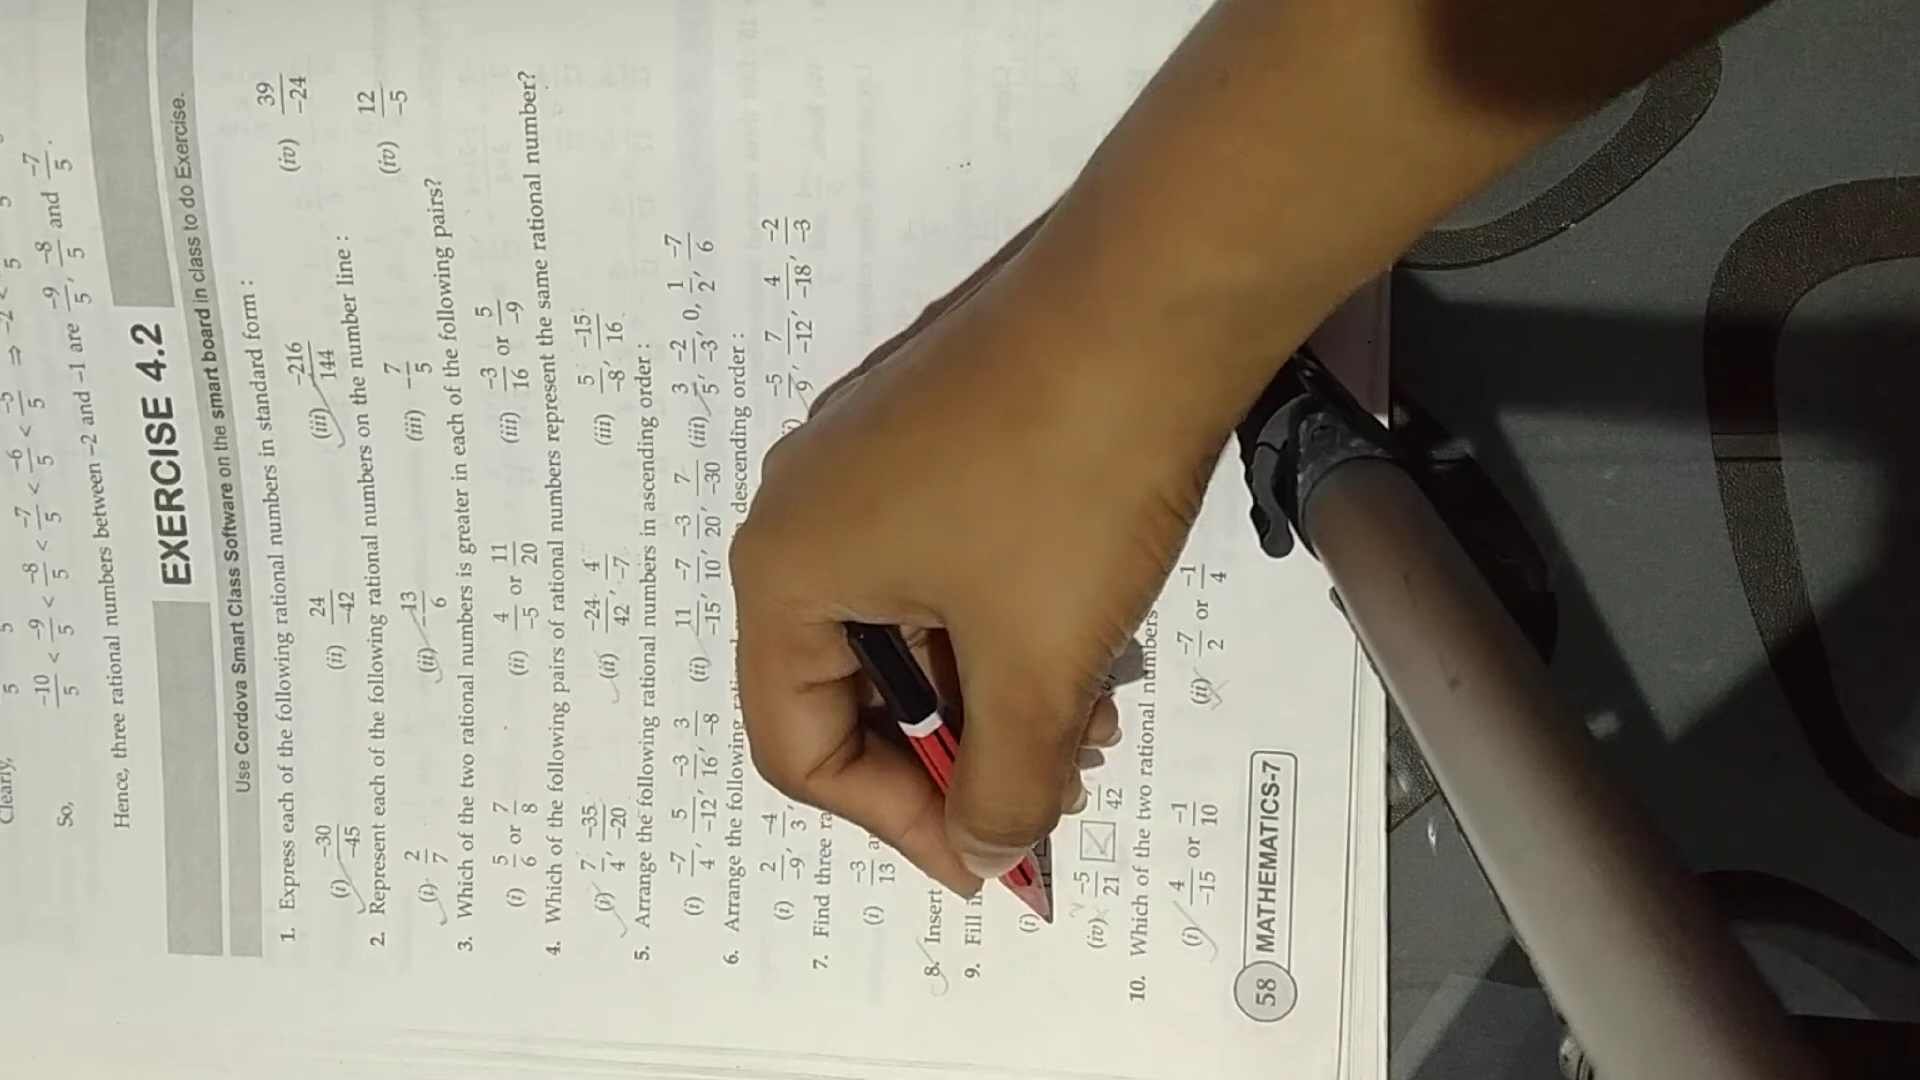 Clearly,
5 5 5 5 ⇒ -2 < 5 5
-10/5 < -9/5 < -8/5 < -7/5 < -6/5 < -5/5
So,
Hence, three rational numbers between –2 and –1 are -9/5, -8/5 and -7/5.
EXERCISE 4.2
Use Cordova Smart Class Software on the smart board in class to do Exercise.
1. Express each of the following rational numbers in standard form :
(i) -30/-45 (ii) 24/-42 (iii) -216/144 (iv) 39/-24
2. Represent each of the following rational numbers on the number line :
(i) 2/7 (ii) -13/6 (iii) -7/5 (iv) 12/-5
3. Which of the two rational numbers is greater in each of the following pairs?
(i) 5/6 or 7/8 (ii) 4/-5 or 11/20 (iii) -3/16 or 5/-9
4. Which of the following pairs of rational numbers represent the same rational number?
(i) 7/4, -35/-20 (ii) -24/42, 4/-7 (iii) 5/-8, -15/16
5. Arrange the following rational numbers in ascending order :
(i) -7/4, 5/-12, -3/16, 3/-8 (ii) 11/-15, -7/10, -3/20, 7/-30 (iii) 3/5, -2/-3, 0, 1/2, -7/6
6. Arrange the following descending order :
(i) 2/-9, -4/3, -5/9, 7/-12, 4/-18, -2/-3
7. Find three
(i) -3/13
8. Insert
9. Fill
(i)
(iv) -5/21 42
10. Which of the two rational numbers
(i) 4/-15 or -1/10 (ii) -7/2 or -1/4
58 MATHEMATICS-7